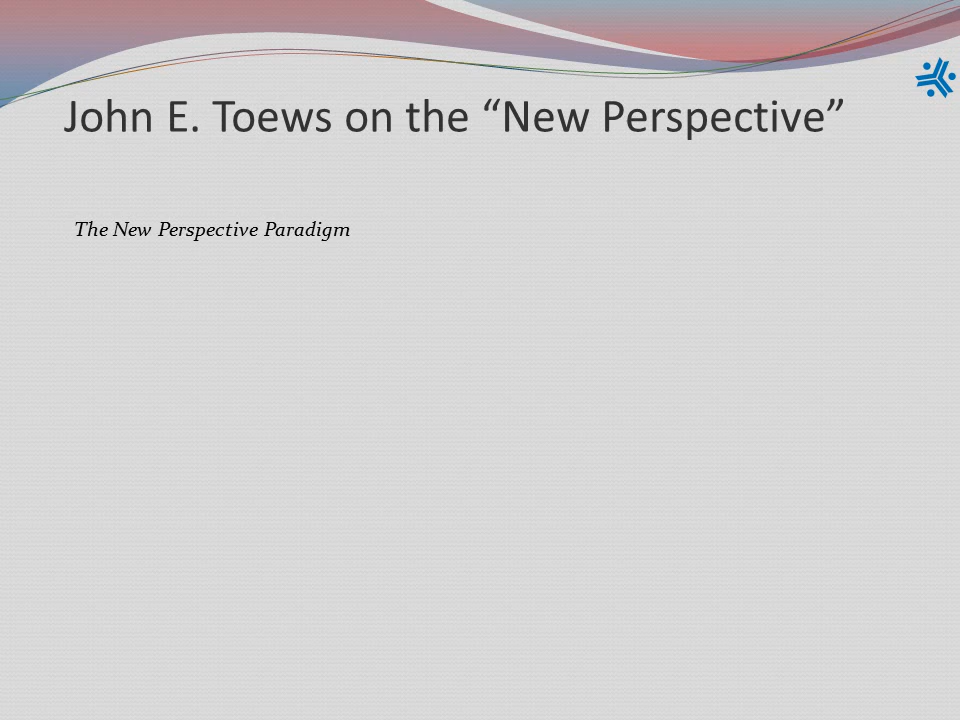 John E. Toews on the “New Perspective”
The New Perspective Paradigm